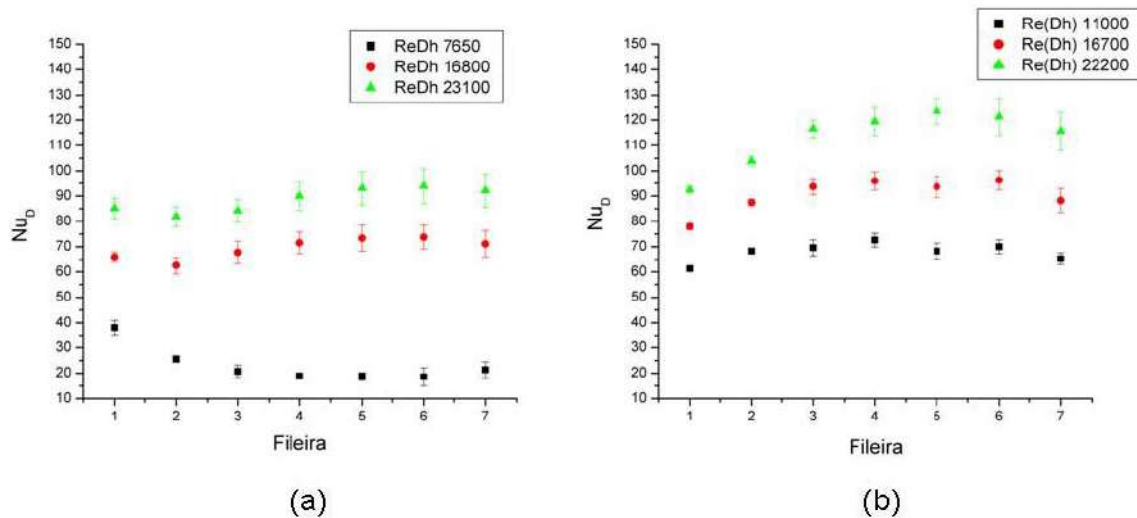 ReDh 7650
ReDh 16800
ReDh 23100
150
140
130
120
110
100
90
80
70
60
50
40
30
20
10
Nu_D
1 2 3 4 5 6 7
Fileira
(a)
Re(Dh) 11000
Re(Dh) 16700
Re(Dh) 22200
150
140
130
120
110
100
90
80
70
60
50
40
30
20
10
Nu_D
1 2 3 4 5 6 7
Fileira
(b)